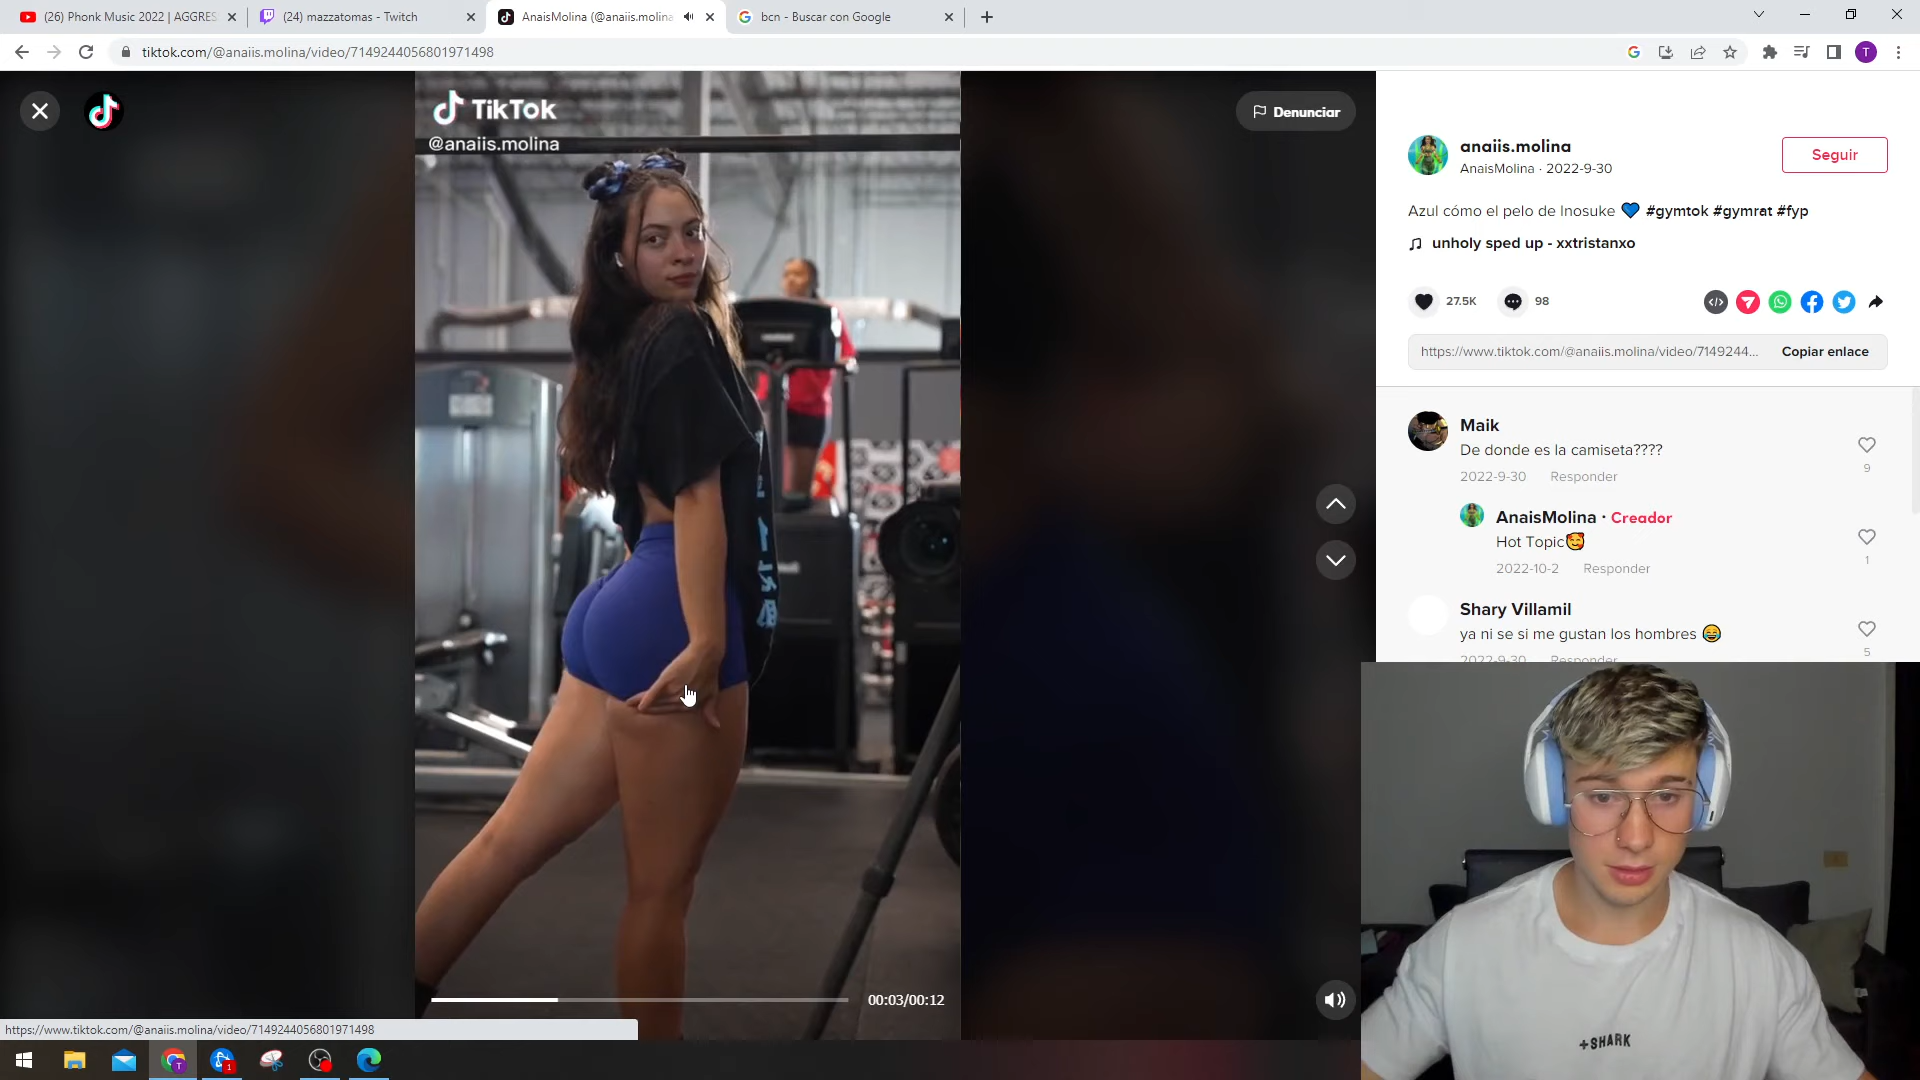 (26) Phonk Music 2022 | AGGRES
(24) mazzatomas - Twitch
AnaisMolina (@anaiis.molina
bcn - Buscar con Google
tiktok.com/@anaiis.molina/video/7149244056801971498
TikTok
@anaiis.molina
Denunciar
anaiis.molina
AnaisMolina · 2022-9-30
Seguir
Azul cómo el pelo de Inosuke 💙 #gymtok #gymrat #fyp
unholy sped up - xxtristanxo
27.5K
98
https://www.tiktok.com/@anaiis.molina/video/7149244...
Copiar enlace
Maik
De donde es la camiseta????
2022-9-30 Responder
9
AnaisMolina · Creador
Hot Topic🥰
2022-10-2 Responder
1
Shary Villamil
ya ni se si me gustan los hombres 😂
2022-9-30 Responder
5
00:03/00:12
https://www.tiktok.com/@anaiis.molina/video/7149244056801971498
+SHARK
T
1